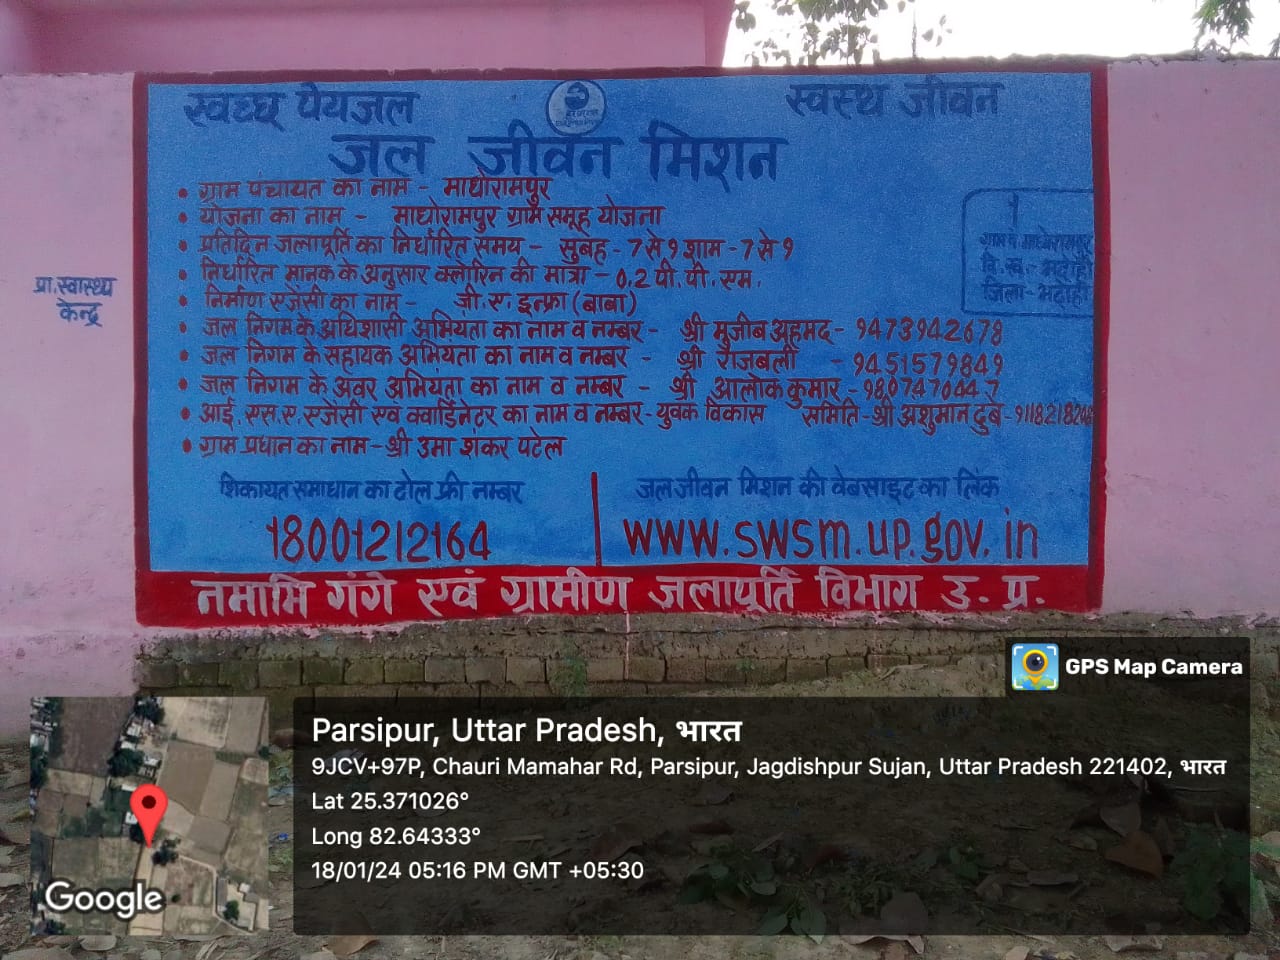 स्वच्छ पेयजल
स्वस्थ जीवन
जल जीवन मिशन
• ग्राम पंचायत का नाम - माधोरामपुर
• योजना का नाम - माधोरामपुर ग्राम समूह योजना
• प्रतिदिन जलापूर्ति का निर्धारित समय - सुबह - 7 से 9 शाम - 7 से 9
• निर्धारित मानक के अनुसार क्लोरिन की मात्रा - 0.2 पी. पी. एम.
• निर्माण एजेंसी का नाम - जी. ए. इन्फ्रा (बाबा)
• जल निगम के अधिशासी अभियंता का नाम व नम्बर - श्री मुजीब अहमद - 9473942678
• जल निगम के सहायक अभियंता का नाम व नम्बर - श्री राजबली - 9451579849
• जल निगम के अवर अभियंता का नाम व नम्बर - श्री आलोक कुमार - 9807470447
• आई. एस. ए. एजेंसी एवं क्वार्डिनेटर का नाम व नम्बर - युवक विकास समिति - श्री अशुमान दुबे -
• ग्राम प्रधान का नाम - श्री उमा शंकर पटेल
ग्राम पं. माधोरामपुर
वि. ख. - भदोही
जिला - भदोही
प्रा. स्वास्थ्य
केन्द्र
शिकायत समाधान का टोल फ्री नम्बर
18001212164
जल जीवन मिशन की वेबसाइट का लिंक
www.swsm.up.gov.in
नमामि गंगे एवं ग्रामीण जलापूर्ति विभाग उ. प्र.
GPS Map Camera
Parsipur, Uttar Pradesh, भारत
9JCV+97P, Chauri Mamahar Rd, Parsipur, Jagdishpur Sujan, Uttar Pradesh 221402, भारत
Lat 25.371026°
Long 82.64333°
18/01/24 05:16 PM GMT +05:30
Google